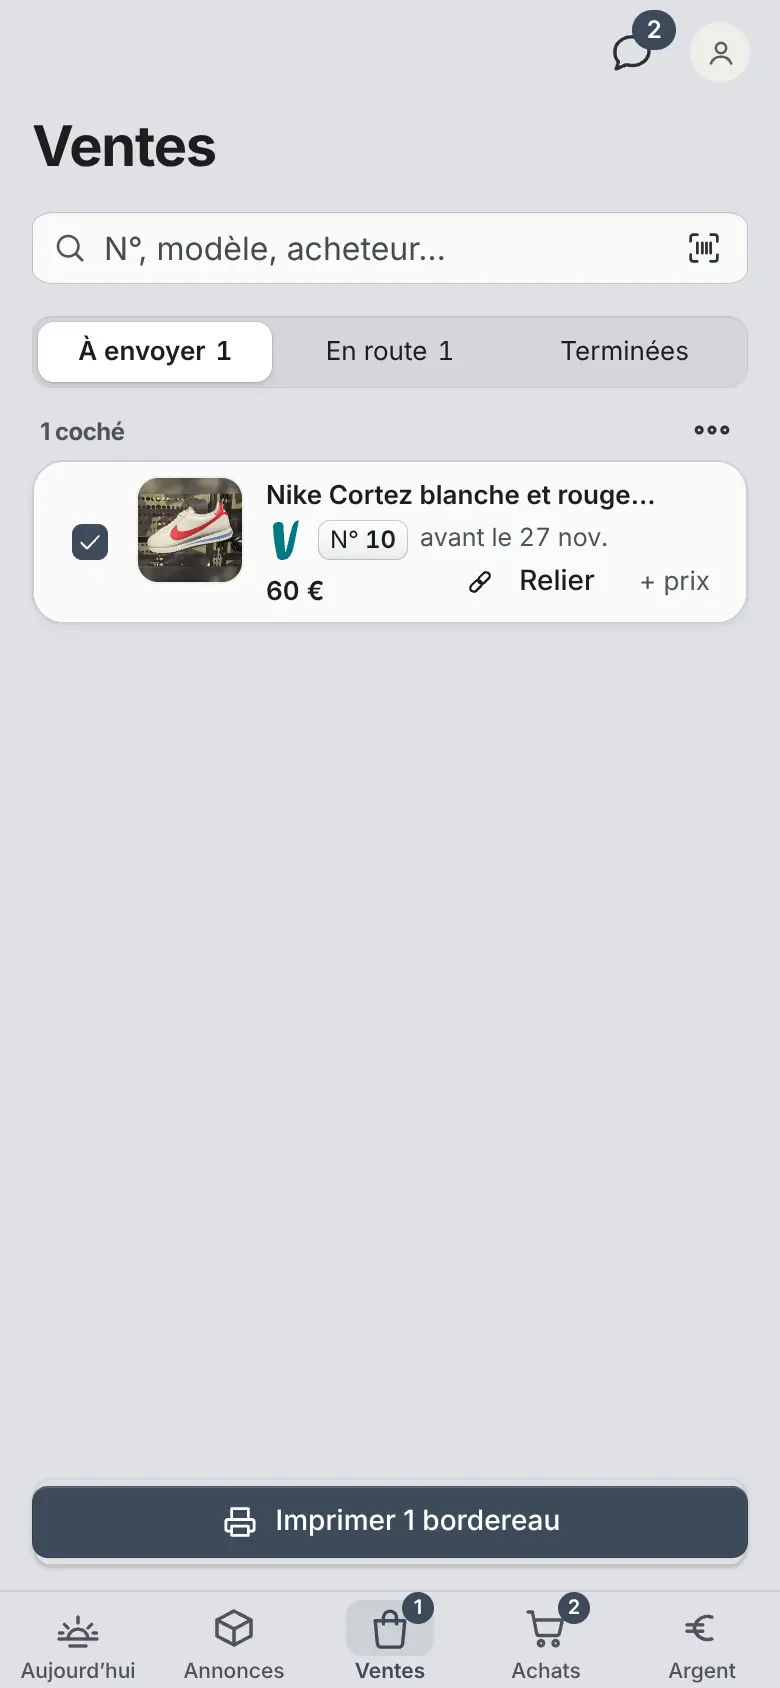 2
Ventes
N°, modèle, acheteur...
À envoyer 1
En route 1
Terminées
1 coché
Nike Cortez blanche et rouge...
N° 10
avant le 27 nov.
60 €
Relier
+ prix
Imprimer 1 bordereau
1
2
Aujourd'hui
Annonces
Ventes
Achats
Argent